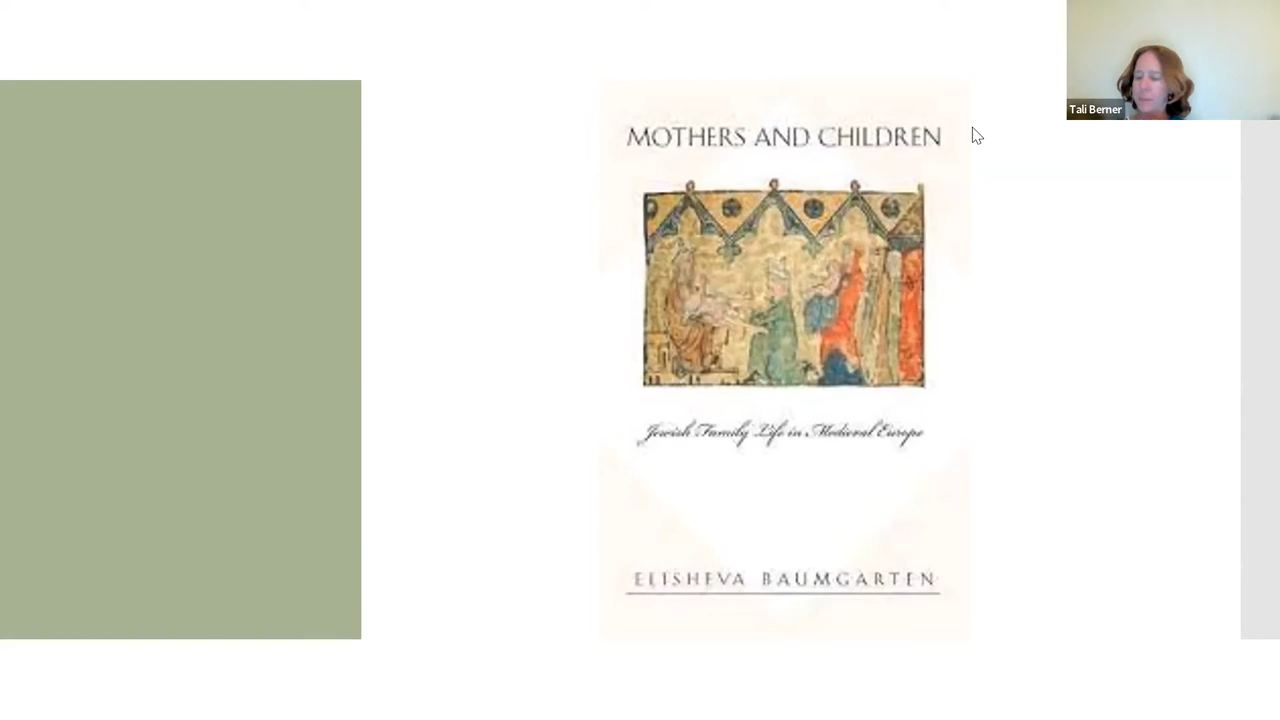 MOTHERS AND CHILDREN
Jewish Family Life in Medieval Europe
ELISHEVA BAUMGARTEN
Tali Berner